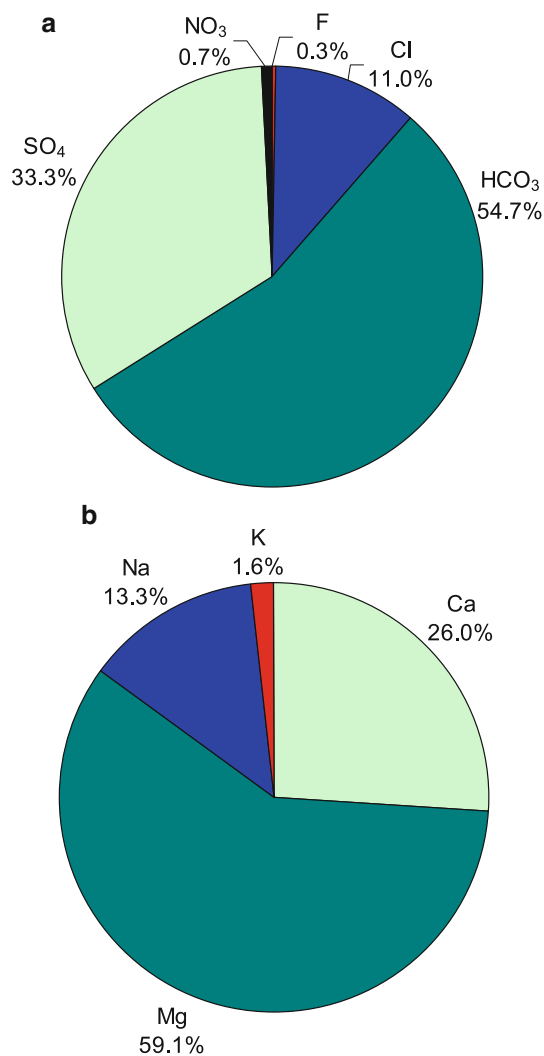 a
NO₃
0.7%
F
0.3%
Cl
11.0%
SO₄
33.3%
HCO₃
54.7%
b
K
1.6%
Na
13.3%
Ca
26.0%
Mg
59.1%